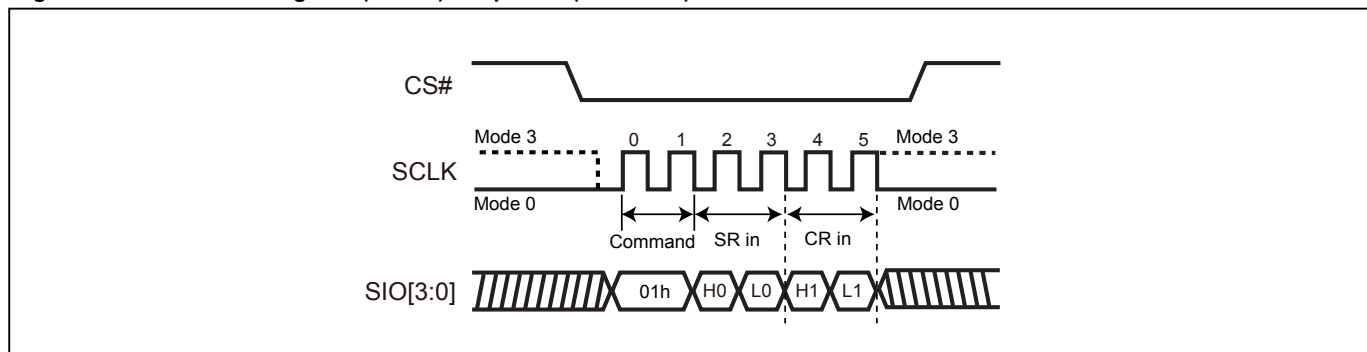 CS#
Mode 3
0 1 2 3 4 5
Mode 3
SCLK
Mode 0
Mode 0
Command
SR in
CR in
SIO[3:0]
01h
H0
L0
H1
L1